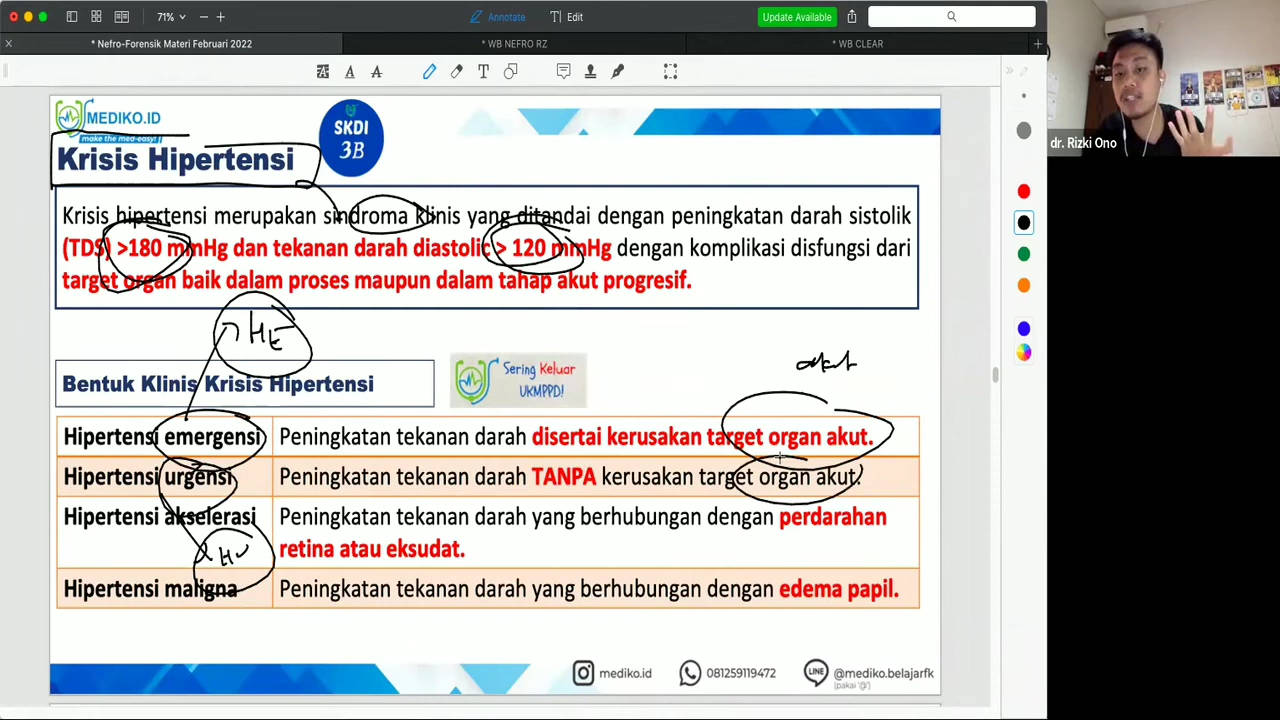 71%
Annotate
Edit
Update Available
* Nefro-Forensik Materi Februari 2022
* WB NEFRO RZ
* WB CLEAR
MEDIKO.ID
make the med-easy!
SKDI
3B
Krisis Hipertensi
Krisis hipertensi merupakan sindroma klinis yang ditandai dengan peningkatan darah sistolik
(TDS) >180 mmHg dan tekanan darah diastolic > 120 mmHg dengan komplikasi disfungsi dari
target organ baik dalam proses maupun dalam tahap akut progresif.
HE
Bentuk Klinis Krisis Hipertensi
Sering Keluar
UKMPPD!
akut
Hipertensi emergensi Peningkatan tekanan darah disertai kerusakan target organ akut.
Hipertensi urgensi Peningkatan tekanan darah TANPA kerusakan target organ akut.
Hipertensi akselerasi Peningkatan tekanan darah yang berhubungan dengan perdarahan
retina atau eksudat.
HU
Hipertensi maligna Peningkatan tekanan darah yang berhubungan dengan edema papil.
mediko.id
081259119472
LINE
@mediko.belajarfk
(pakai '@')
dr. Rizki Ono